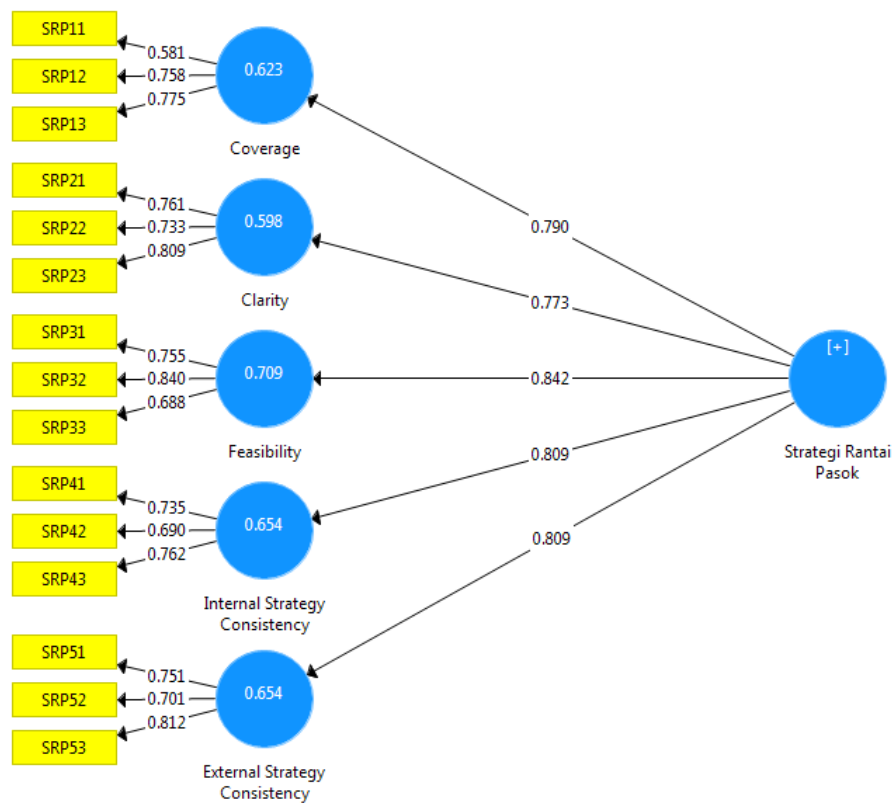 SRP11
0.581
SRP12
0.758
SRP13
0.775
0.623
Coverage
0.790
SRP21
0.761
SRP22
0.733
SRP23
0.809
0.598
Clarity
0.773
SRP31
0.755
SRP32
0.840
SRP33
0.688
0.709
Feasibility
0.842
SRP41
0.735
SRP42
0.690
SRP43
0.762
0.654
Internal Strategy
Consistency
0.809
SRP51
0.751
SRP52
0.701
SRP53
0.812
0.654
External Strategy
Consistency
0.809
[+]
Strategi Rantai
Pasok